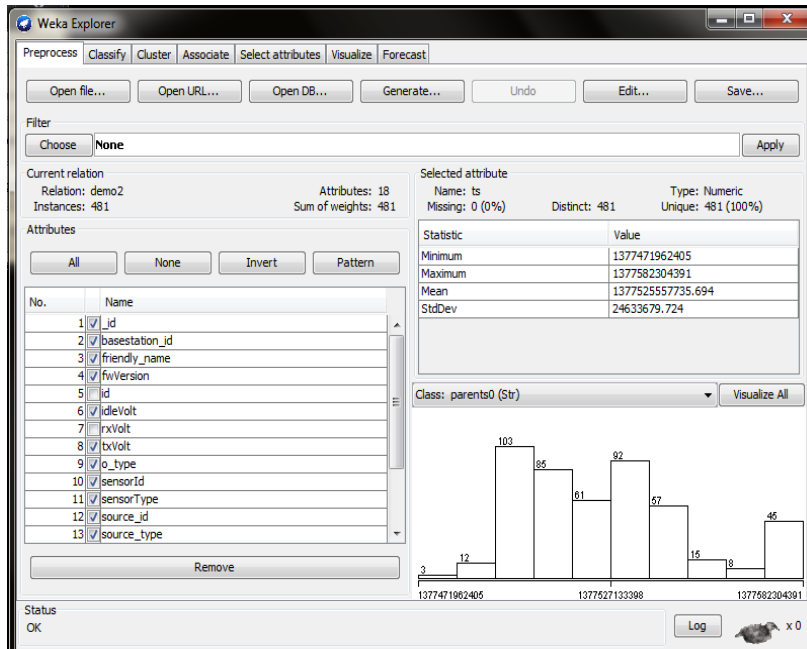 Weka Explorer
Preprocess Classify Cluster Associate Select attributes Visualize Forecast
Open file... Open URL... Open DB... Generate... Undo Edit... Save...
Filter
Choose None Apply
Current relation
Relation: demo2 Attributes: 18
Instances: 481 Sum of weights: 481
Attributes
All None Invert Pattern
No. Name
1 _id
2 basestation_id
3 friendly_name
4 fwVersion
5 id
6 idleVolt
7 rxVolt
8 txVolt
9 o_type
10 sensorId
11 sensorType
12 source_id
13 source_type
Remove
Selected attribute
Name: ts Type: Numeric
Missing: 0 (0%) Distinct: 481 Unique: 481 (100%)
Statistic Value
Minimum 1377471962405
Maximum 1377582304391
Mean 1377525557735.694
StdDev 24633679.724
Class: parents0 (Str) Visualize All
3 12 103 85 61 92 57 15 8 45
1377471962405 1377527133398 1377582304391
Status
OK
Log x 0